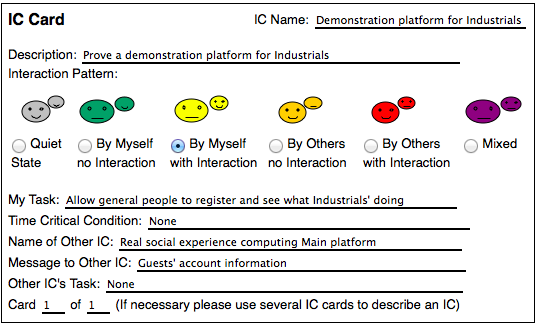 IC Card IC Name: Demonstration platform for Industrials
Description: Prove a demonstration platform for Industrials
Interaction Pattern:
Quiet State By Myself no Interaction By Myself with Interaction By Others no Interaction By Others with Interaction Mixed
My Task: Allow general people to register and see what Industrials' doing
Time Critical Condition: None
Name of Other IC: Real social experience computing Main platform
Message to Other IC: Guests' account information
Other IC's Task: None
Card 1 of 1 (If necessary please use several IC cards to describe an IC)